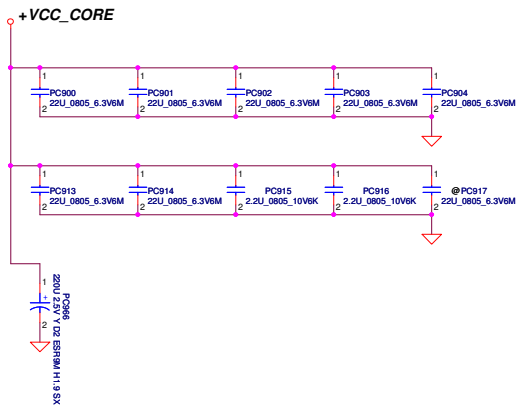 +VCC_CORE
1 1 1 1 1
PC900 PC901 PC902 PC903 PC904
22U_0805_6.3V6M 22U_0805_6.3V6M 22U_0805_6.3V6M 22U_0805_6.3V6M 22U_0805_6.3V6M
2 2 2 2 2
1 1 1 1 1
PC913 PC914 PC915 PC916 @PC917
22U_0805_6.3V6M 22U_0805_6.3V6M 2.2U_0805_10V6K 2.2U_0805_10V6K 22U_0805_6.3V6M
2 2 2 2 2
1
+
2
PC966
220U 2.5V Y D2 ESR9M H1.9 SX